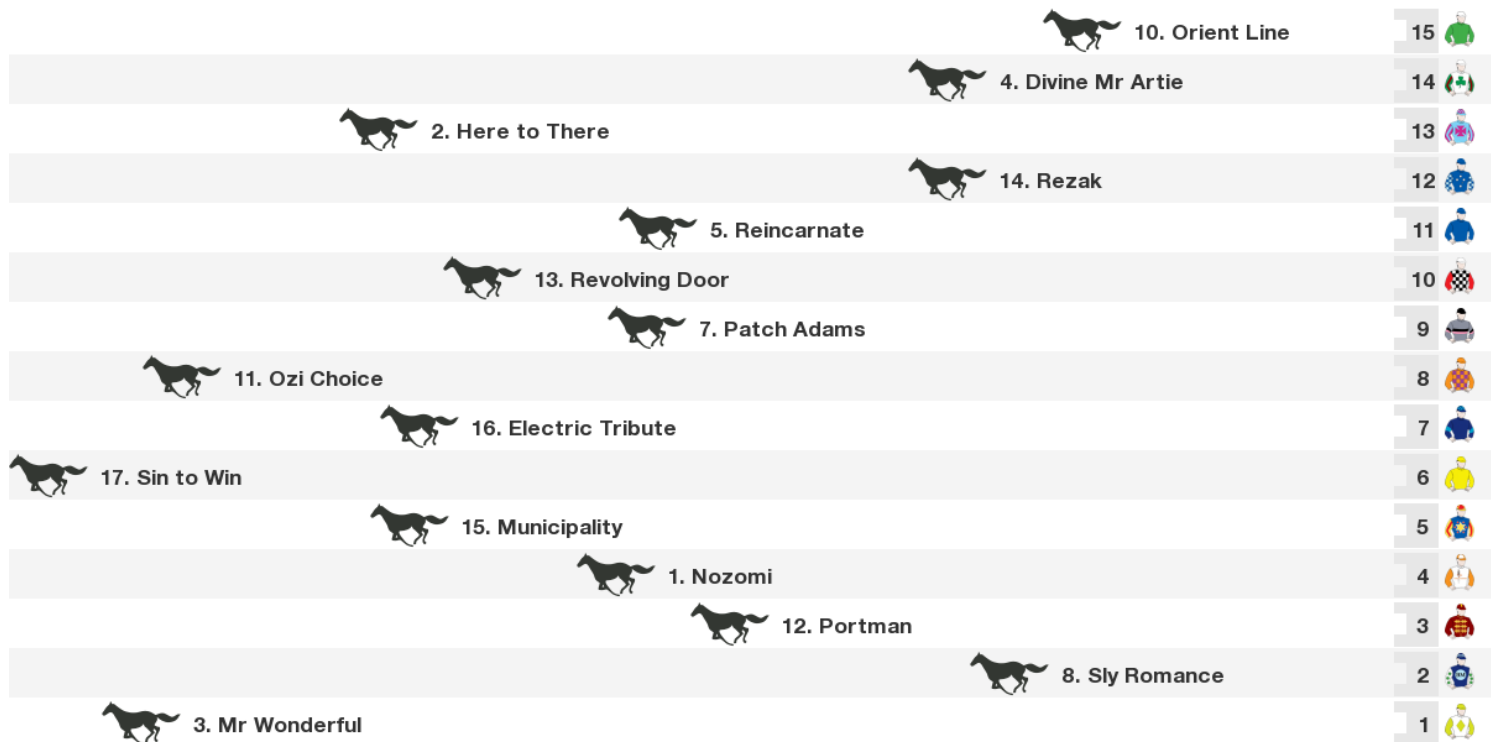 10. Orient Line 15
4. Divine Mr Artie 14
2. Here to There 13
14. Rezak 12
5. Reincarnate 11
13. Revolving Door 10
7. Patch Adams 9
11. Ozi Choice 8
16. Electric Tribute 7
17. Sin to Win 6
15. Municipality 5
1. Nozomi 4
12. Portman 3
8. Sly Romance 2
3. Mr Wonderful 1